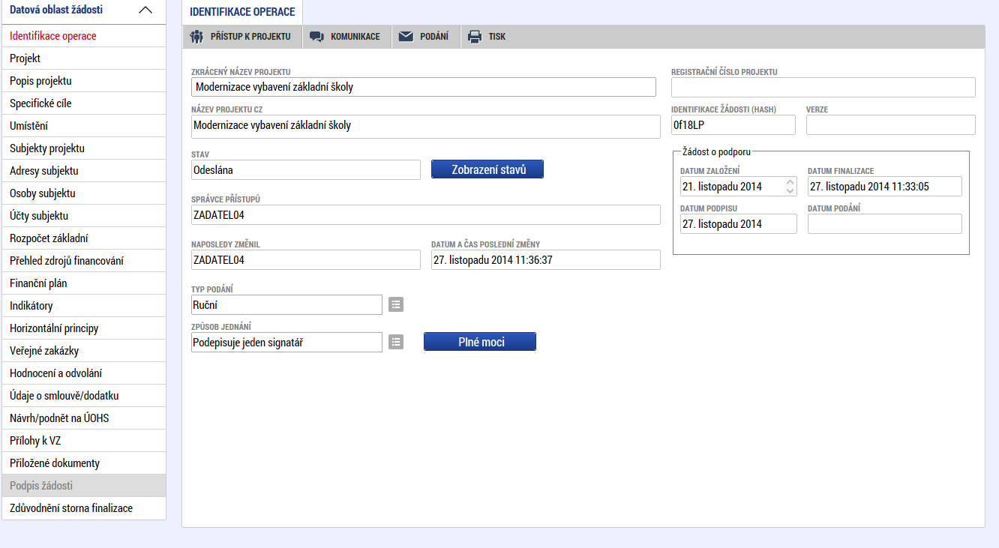 Datová oblast žádosti
Identifikace operace
Projekt
Popis projektu
Specifické cíle
Umístění
Subjekty projektu
Adresy subjektu
Osoby subjektu
Účty subjektu
Rozpočet základní
Přehled zdrojů financování
Finanční plán
Indikátory
Horizontální principy
Veřejné zakázky
Hodnocení a odvolání
Údaje o smlouvě/dodatku
Návrh/podnět na ÚOHS
Přílohy k VZ
Přiložené dokumenty
Podpis žádosti
Zdůvodnění storna finalizace
IDENTIFIKACE OPERACE
PŘÍSTUP K PROJEKTU KOMUNIKACE PODÁNÍ TISK
ZKRÁCENÝ NÁZEV PROJEKTU
Modernizace vybavení základní školy
NÁZEV PROJEKTU CZ
Modernizace vybavení základní školy
STAV
Odeslána Zobrazení stavů
SPRÁVCE PŘÍSTUPŮ
ZADATEL04
NAPOSLEDY ZMĚNIL DATUM A ČAS POSLEDNÍ ZMĚNY
ZADATEL04 27. listopadu 2014 11:36:37
TYP PODÁNÍ
Ruční
ZPŮSOB JEDNÁNÍ
Podepisuje jeden signatář Plné moci
REGISTRAČNÍ ČÍSLO PROJEKTU
IDENTIFIKACE ŽÁDOSTI (HASH) VERZE
0f18LP
Žádost o podporu
DATUM ZALOŽENÍ DATUM FINALIZACE
21. listopadu 2014 27. listopadu 2014 11:33:05
DATUM PODPISU DATUM PODÁNÍ
27. listopadu 2014